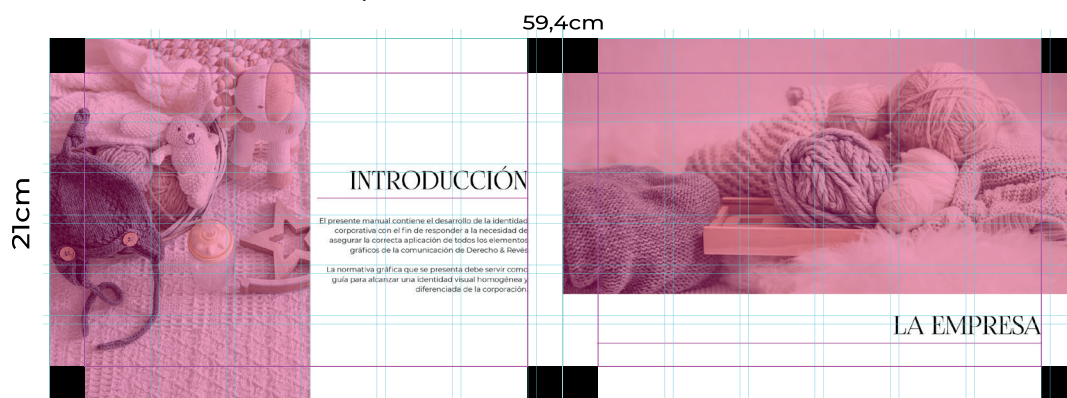 59,4cm
21cm
INTRODUCCIÓN
El presente manual contiene el desarrollo de la identidad
corporativa con el fin de responder a la necesidad de
asegurar la correcta aplicación de todos los elementos
gráficos de la comunicación de Derecho & Revés
La normativa gráfica que se presenta debe servir como
guía para alcanzar una identidad visual homogénea y
diferenciada de la corporación.
LA EMPRESA